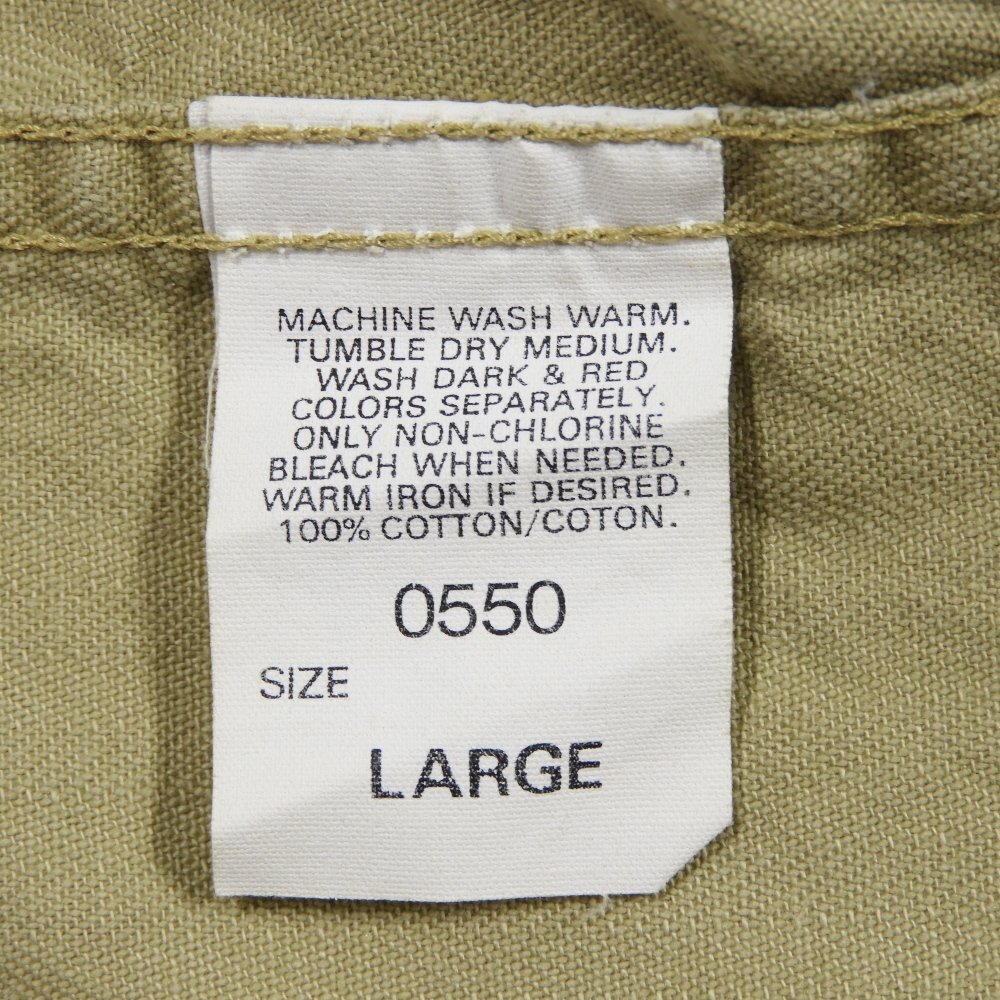 MACHINE WASH WARM.
TUMBLE DRY MEDIUM.
WASH DARK & RED
COLORS SEPARATELY.
ONLY NON-CHLORINE
BLEACH WHEN NEEDED.
WARM IRON IF DESIRED.
100% COTTON/COTON.
0550
SIZE
LARGE